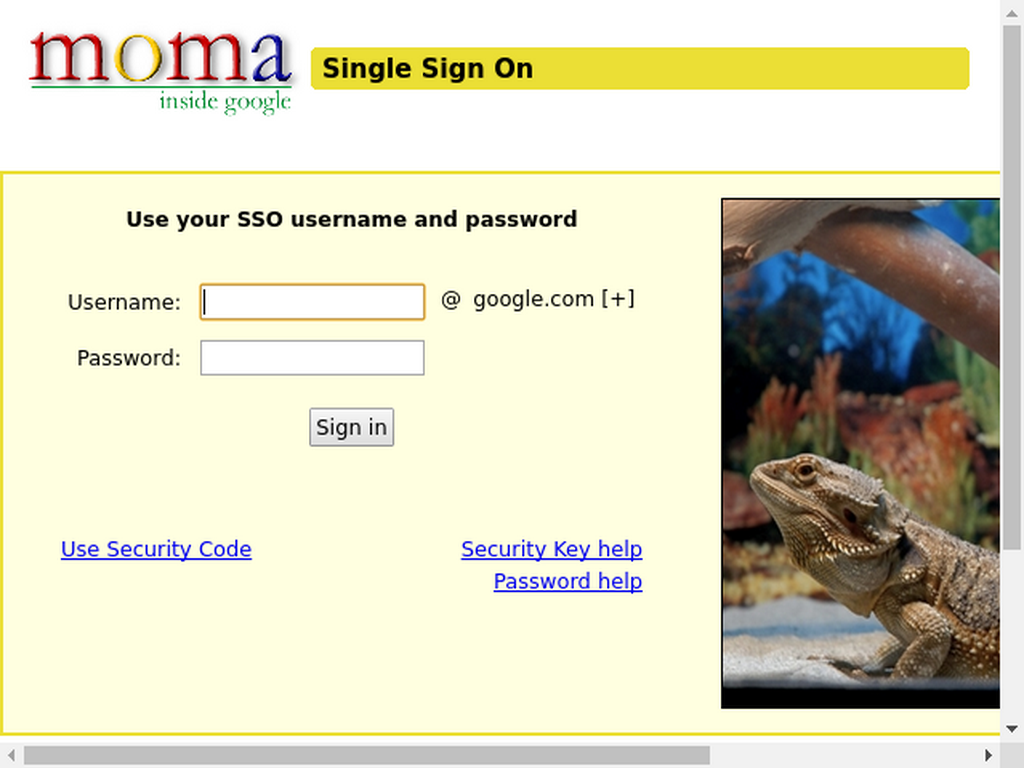 moma
inside google
Single Sign On
Use your SSO username and password
Username: @ google.com [+]
Password:
Sign in
Use Security Code
Security Key help
Password help